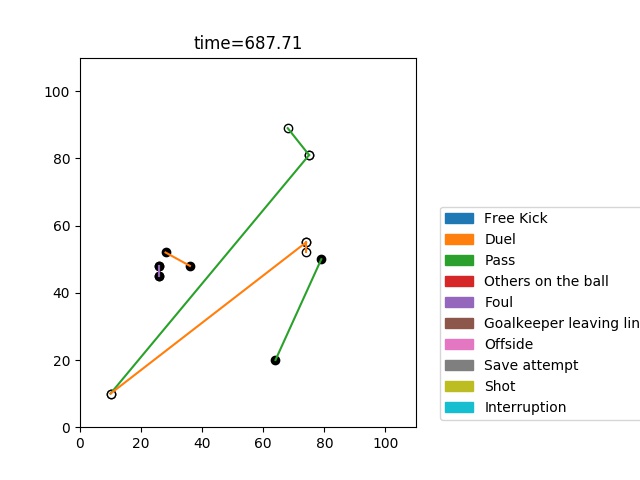 time=687.71
100
80
60
40
20
0
0 20 40 60 80 100
Free Kick
Duel
Pass
Others on the ball
Foul
Goalkeeper leaving lin
Offside
Save attempt
Shot
Interruption